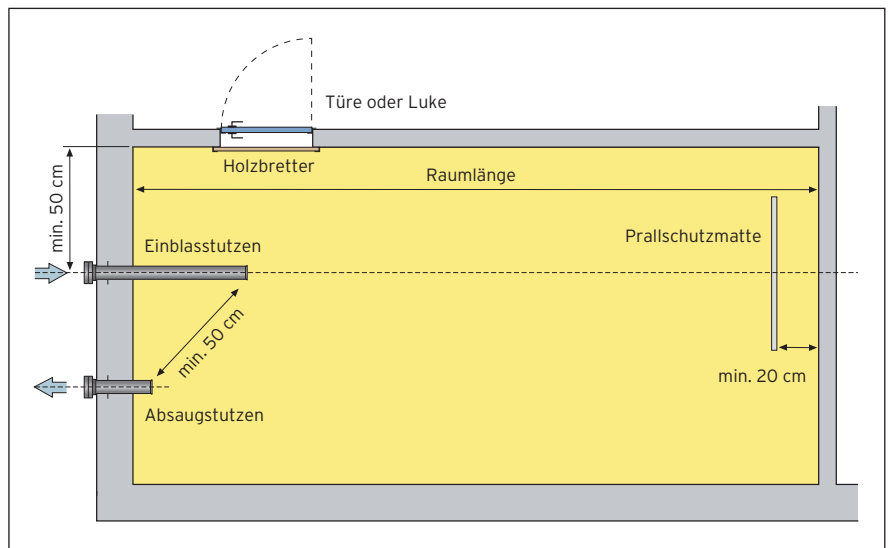 Türe oder Luke
Holzbretter
Raumlänge
min. 50 cm
Prallschutzmatte
Einblasstutzen
min. 50 cm
min. 20 cm
Absaugstutzen